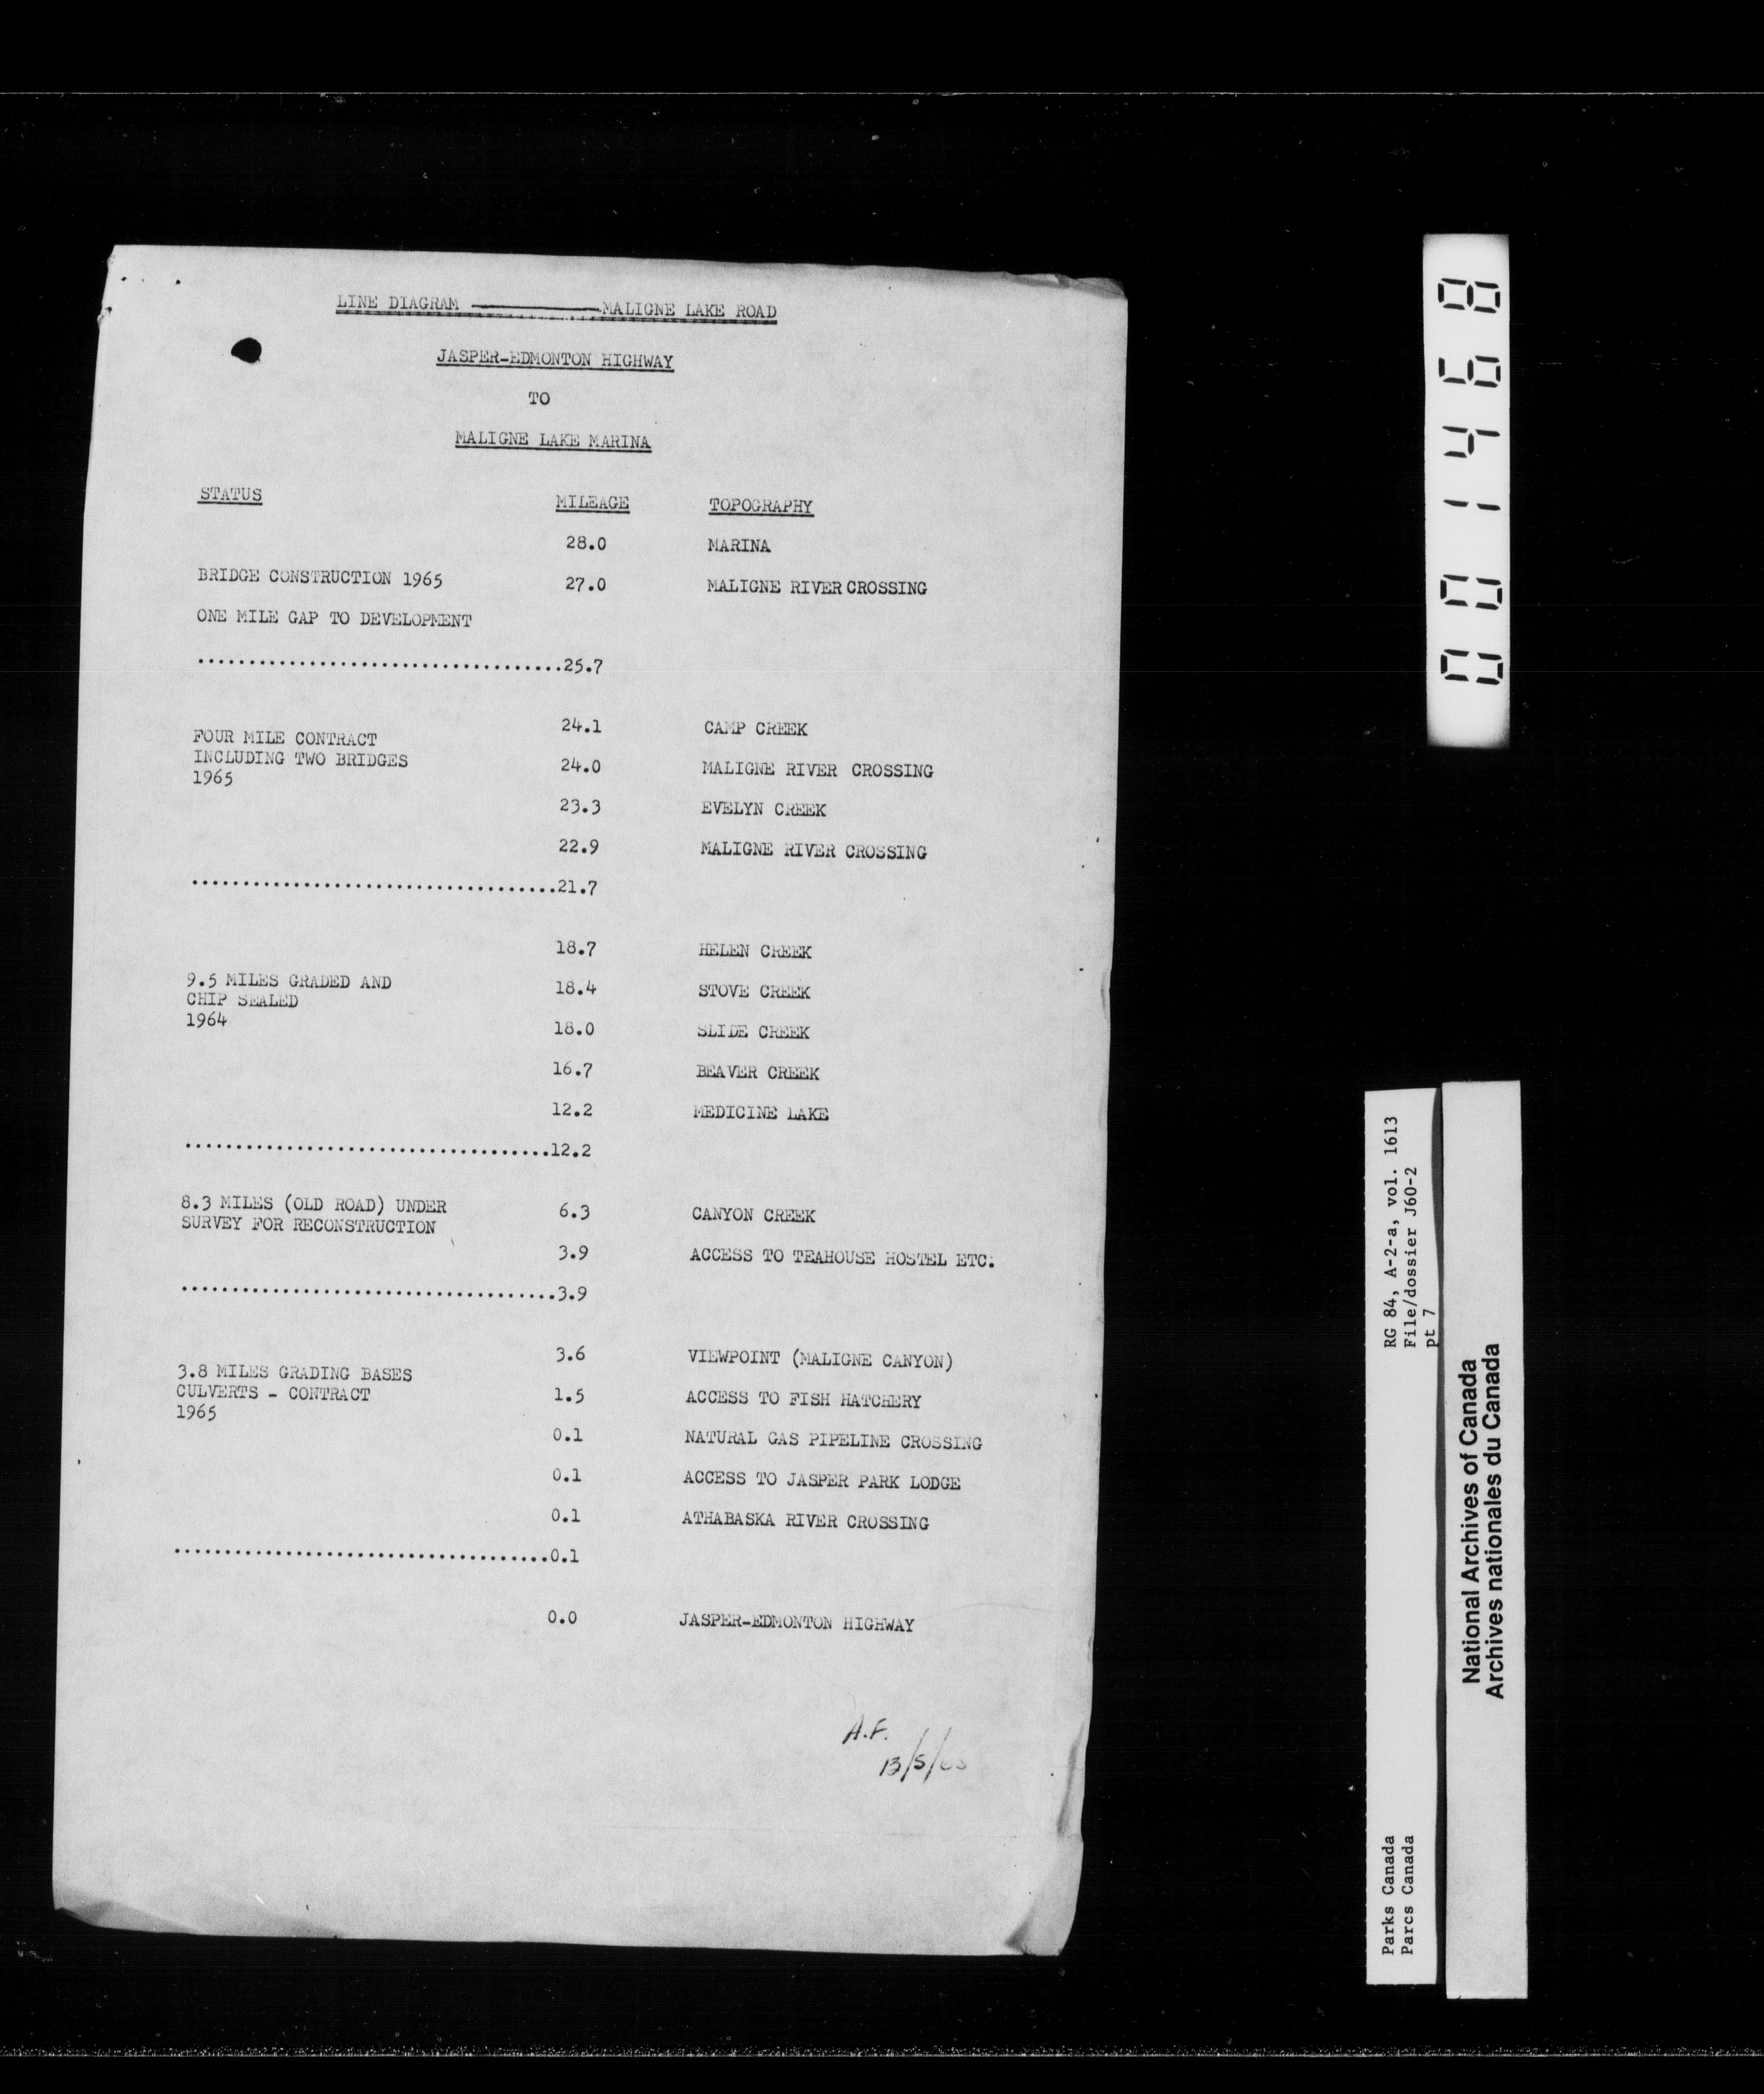 LINE DIAGRAM ————————MALIGNE LAKE ROAD
JASPER-EDMONTON HIGHWAY
TO
MALIGNE LAKE MARINA
STATUS MILEAGE TOPOGRAPHY
28.0 MARINA
BRIDGE CONSTRUCTION 1965 27.0 MALIGNE RIVER CROSSING
ONE MILE GAP TO DEVELOPMENT
....................................25.7
24.1 CAMP CREEK
FOUR MILE CONTRACT
INCLUDING TWO BRIDGES 24.0 MALIGNE RIVER CROSSING
1965
23.3 EVELYN CREEK
22.9 MALIGNE RIVER CROSSING
....................................21.7
18.7 HELEN CREEK
9.5 MILES GRADED AND 18.4 STOVE CREEK
CHIP SEALED
1964 18.0 SLIDE CREEK
16.7 BEAVER CREEK
12.2 MEDICINE LAKE
....................................12.2
8.3 MILES (OLD ROAD) UNDER 6.3 CANYON CREEK
SURVEY FOR RECONSTRUCTION
3.9 ACCESS TO TEAHOUSE HOSTEL ETC.
.....................................3.9
3.6 VIEWPOINT (MALIGNE CANYON)
3.8 MILES GRADING BASES
CULVERTS - CONTRACT 1.5 ACCESS TO FISH HATCHERY
1965
0.1 NATURAL GAS PIPELINE CROSSING
0.1 ACCESS TO JASPER PARK LODGE
0.1 ATHABASKA RIVER CROSSING
.....................................0.1
0.0 JASPER-EDMONTON HIGHWAY
A.F.
13/5/65
001468
RG 84, A-2-a, vol. 1613
File/dossier J60-2
pt 7
Parks Canada
Parcs Canada
National Archives of Canada
Archives nationales du Canada